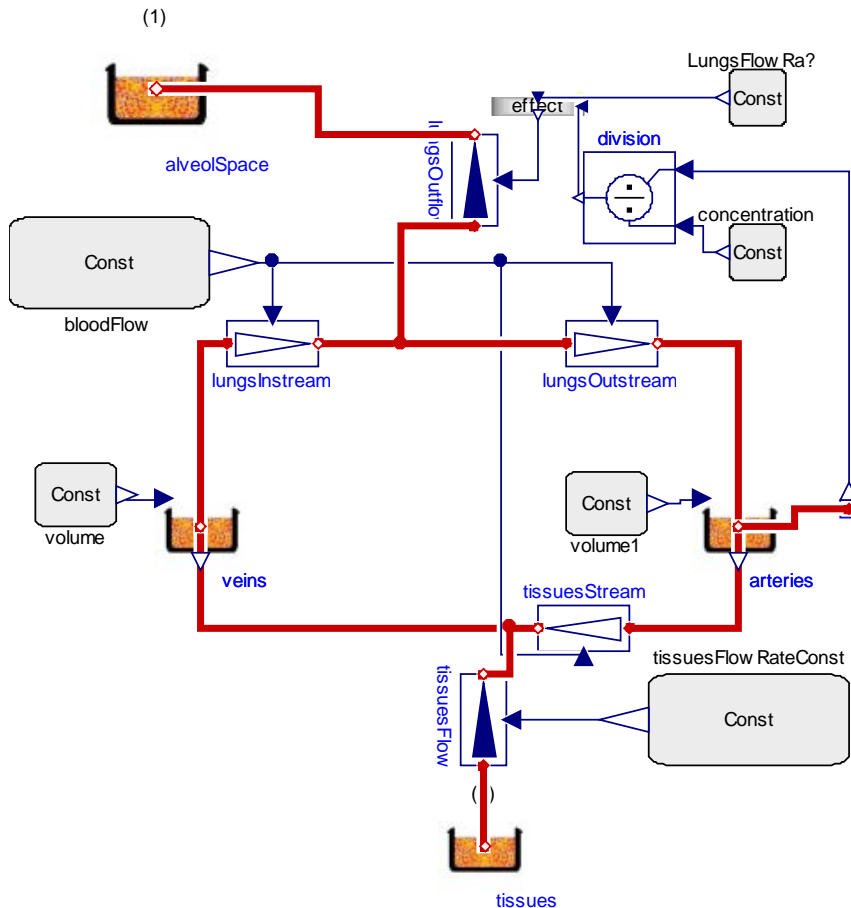 (1)
LungsFlow Ra?
Const
effect
division
lungsOutflow
alveolSpace
concentration
Const
Const
bloodFlow
lungsInstream
lungsOutstream
Const
volume
Const
volume1
veins
arteries
tissuesStream
tissuesFlow RateConst
tissuesFlow
Const
tissues